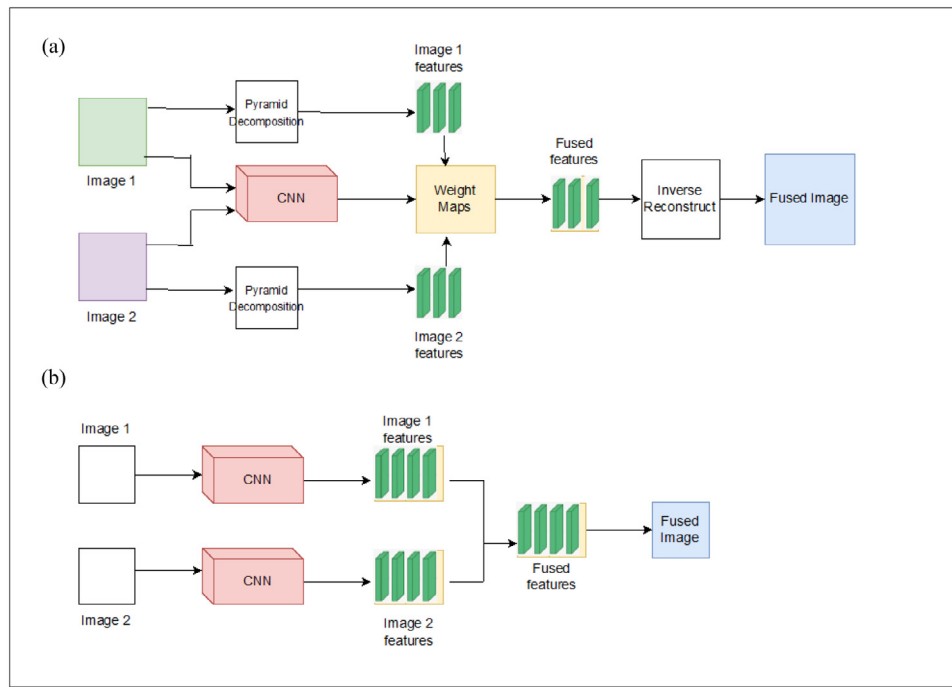 (a)
Image 1
features
Pyramid
Decomposition
Fused
features
Image 1
CNN
Weight
Maps
Inverse
Reconstruct
Fused Image
Pyramid
Decomposition
Image 2
Image 2
features
(b)
Image 1
Image 1
features
CNN
Fused
Image
CNN
Fused
features
Image 2
Image 2
features